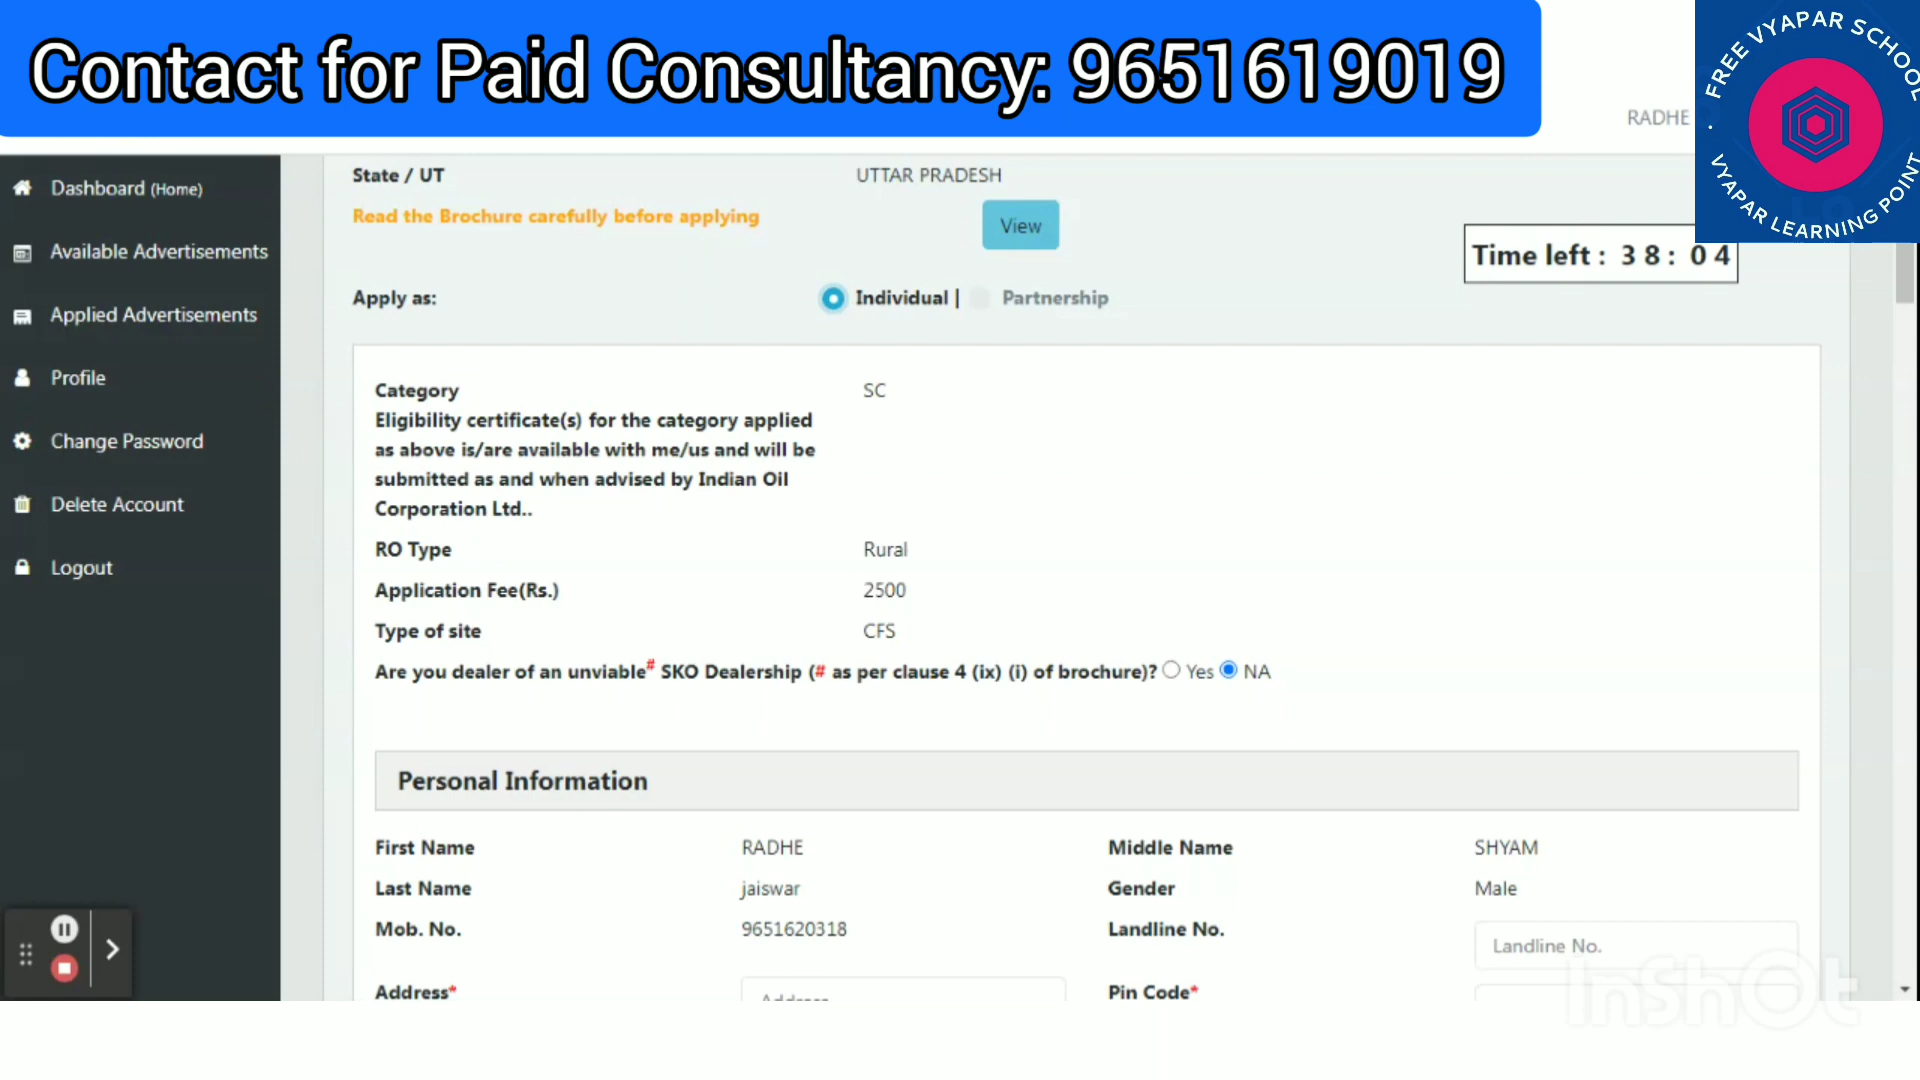 Contact for Paid Consultancy: 9651619019
FREE VYAPAR SCHOOL
VYAPAR LEARNING POINT
RADHE
Dashboard (Home)
Available Advertisements
Applied Advertisements
Profile
Change Password
Delete Account
Logout
State / UT UTTAR PRADESH
Read the Brochure carefully before applying View
Time left : 3 8 : 0 4
Apply as: Individual | Partnership
Category SC
Eligibility certificate(s) for the category applied
as above is/are available with me/us and will be
submitted as and when advised by Indian Oil
Corporation Ltd..
RO Type Rural
Application Fee(Rs.) 2500
Type of site CFS
Are you dealer of an unviable# SKO Dealership (# as per clause 4 (ix) (i) of brochure)? Yes NA
Personal Information
First Name RADHE Middle Name SHYAM
Last Name jaiswar Gender Male
Mob. No. 9651620318 Landline No. Landline No.
Address* Address Pin Code*
InShOt